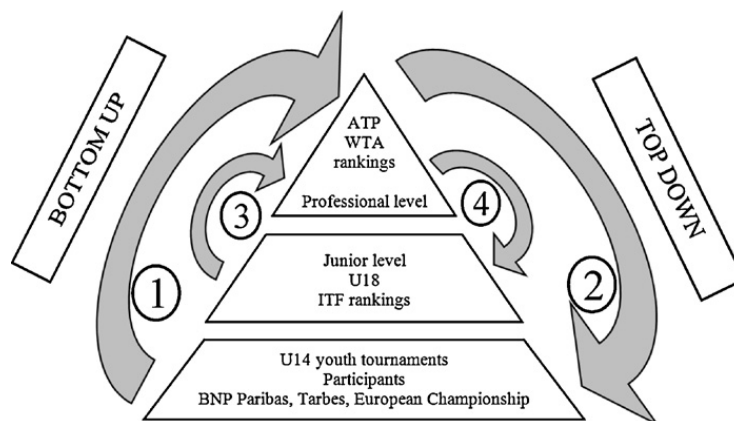 BOTTOM UP
TOP DOWN
ATP
WTA
rankings
Professional level
3
4
Junior level
U18
ITF rankings
1
2
U14 youth tournaments
Participants
BNP Paribas, Tarbes, European Championship